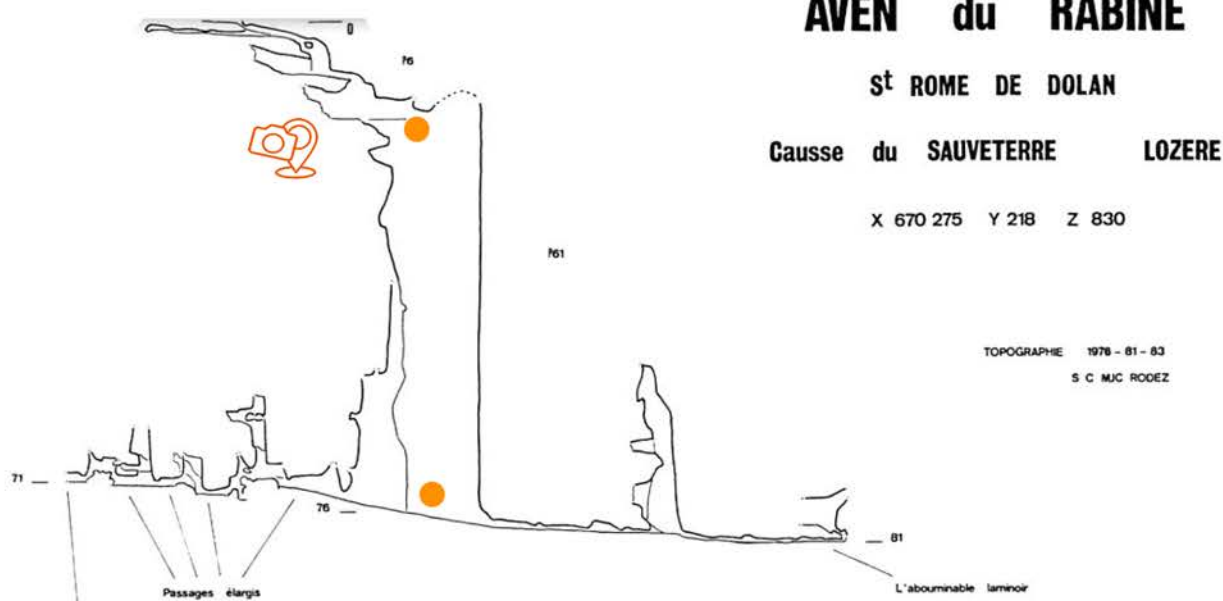 AVEN du RABINE
St ROME DE DOLAN
Causse du SAUVETERRE LOZERE
X 670 275 Y 218 Z 830
TOPOGRAPHIE 1976 - 81 - 83
S C MJC RODEZ
0
P6
P61
71
76
81
Passages élargis
L'abouminable laminoir